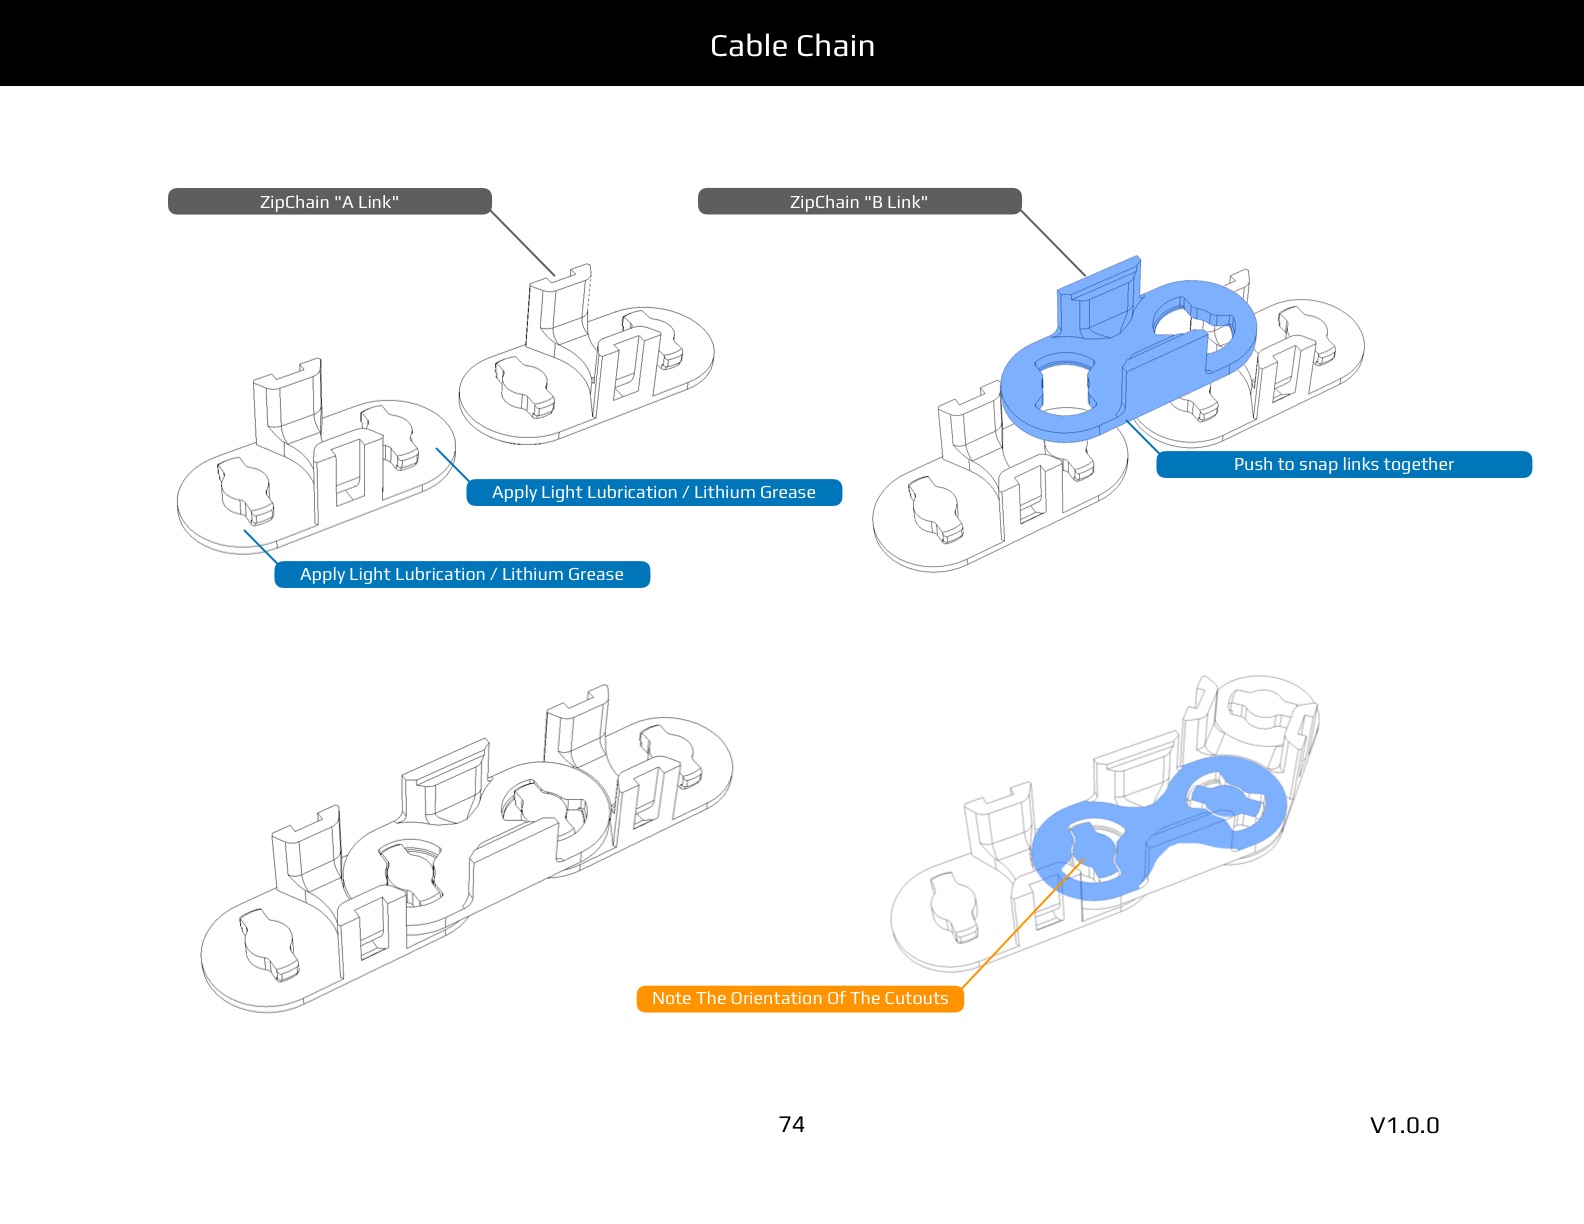 Cable Chain
ZipChain "A Link"
ZipChain "B Link"
Push to snap links together
Apply Light Lubrication / Lithium Grease
Apply Light Lubrication / Lithium Grease
Note The Orientation Of The Cutouts
74
V1.0.0